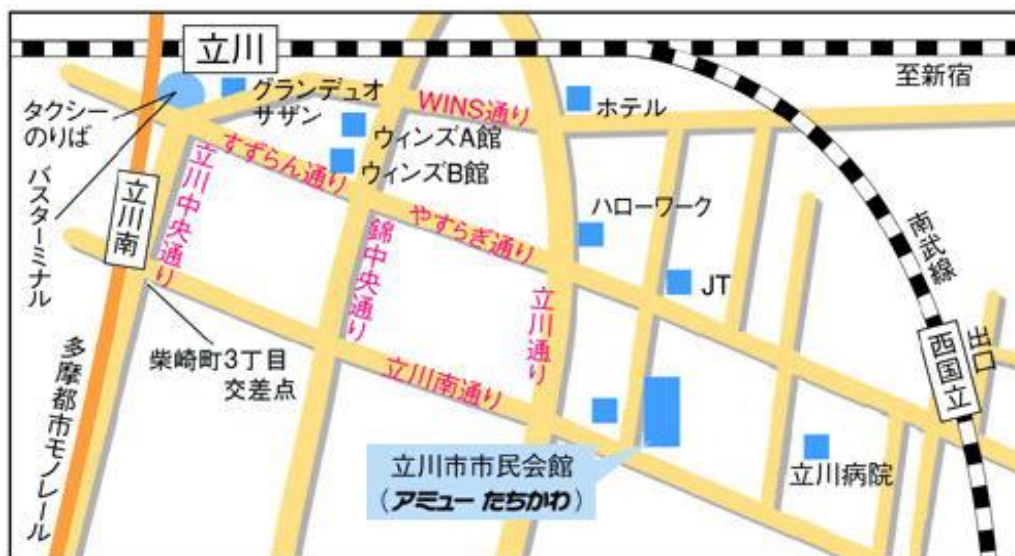 立川
至新宿
グランデュオ
サザン
WINS通り
ホテル
タクシー
のりば
ウィンズA館
すずらん通り
ウィンズB館
バスターミナル
立川南
立川中央通り
ハローワーク
やすらぎ通り
南武線
錦中央通り
JT
立川通り
柴崎町3丁目
交差点
立川南通り
西国立
出口
多摩都市モノレール
立川市市民会館
(アミュー たちかわ)
立川病院